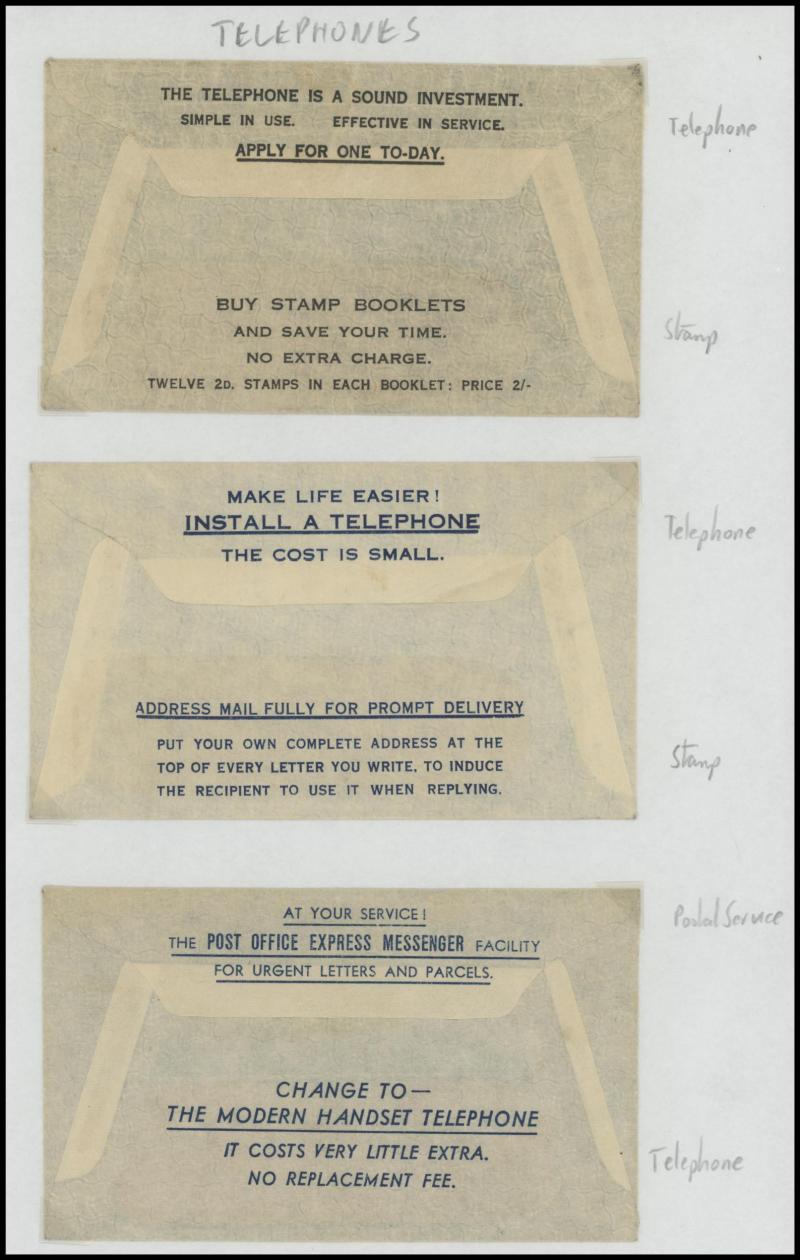 TELEPHONES
THE TELEPHONE IS A SOUND INVESTMENT.
SIMPLE IN USE. EFFECTIVE IN SERVICE.
APPLY FOR ONE TO-DAY.
Telephone
BUY STAMP BOOKLETS
AND SAVE YOUR TIME.
NO EXTRA CHARGE.
TWELVE 2D. STAMPS IN EACH BOOKLET: PRICE 2/-
Stamp
MAKE LIFE EASIER!
INSTALL A TELEPHONE
THE COST IS SMALL.
Telephone
ADDRESS MAIL FULLY FOR PROMPT DELIVERY
PUT YOUR OWN COMPLETE ADDRESS AT THE
TOP OF EVERY LETTER YOU WRITE, TO INDUCE
THE RECIPIENT TO USE IT WHEN REPLYING.
Stamp
AT YOUR SERVICE!
THE POST OFFICE EXPRESS MESSENGER FACILITY
FOR URGENT LETTERS AND PARCELS.
Postal Service
CHANGE TO—
THE MODERN HANDSET TELEPHONE
IT COSTS VERY LITTLE EXTRA.
NO REPLACEMENT FEE.
Telephone